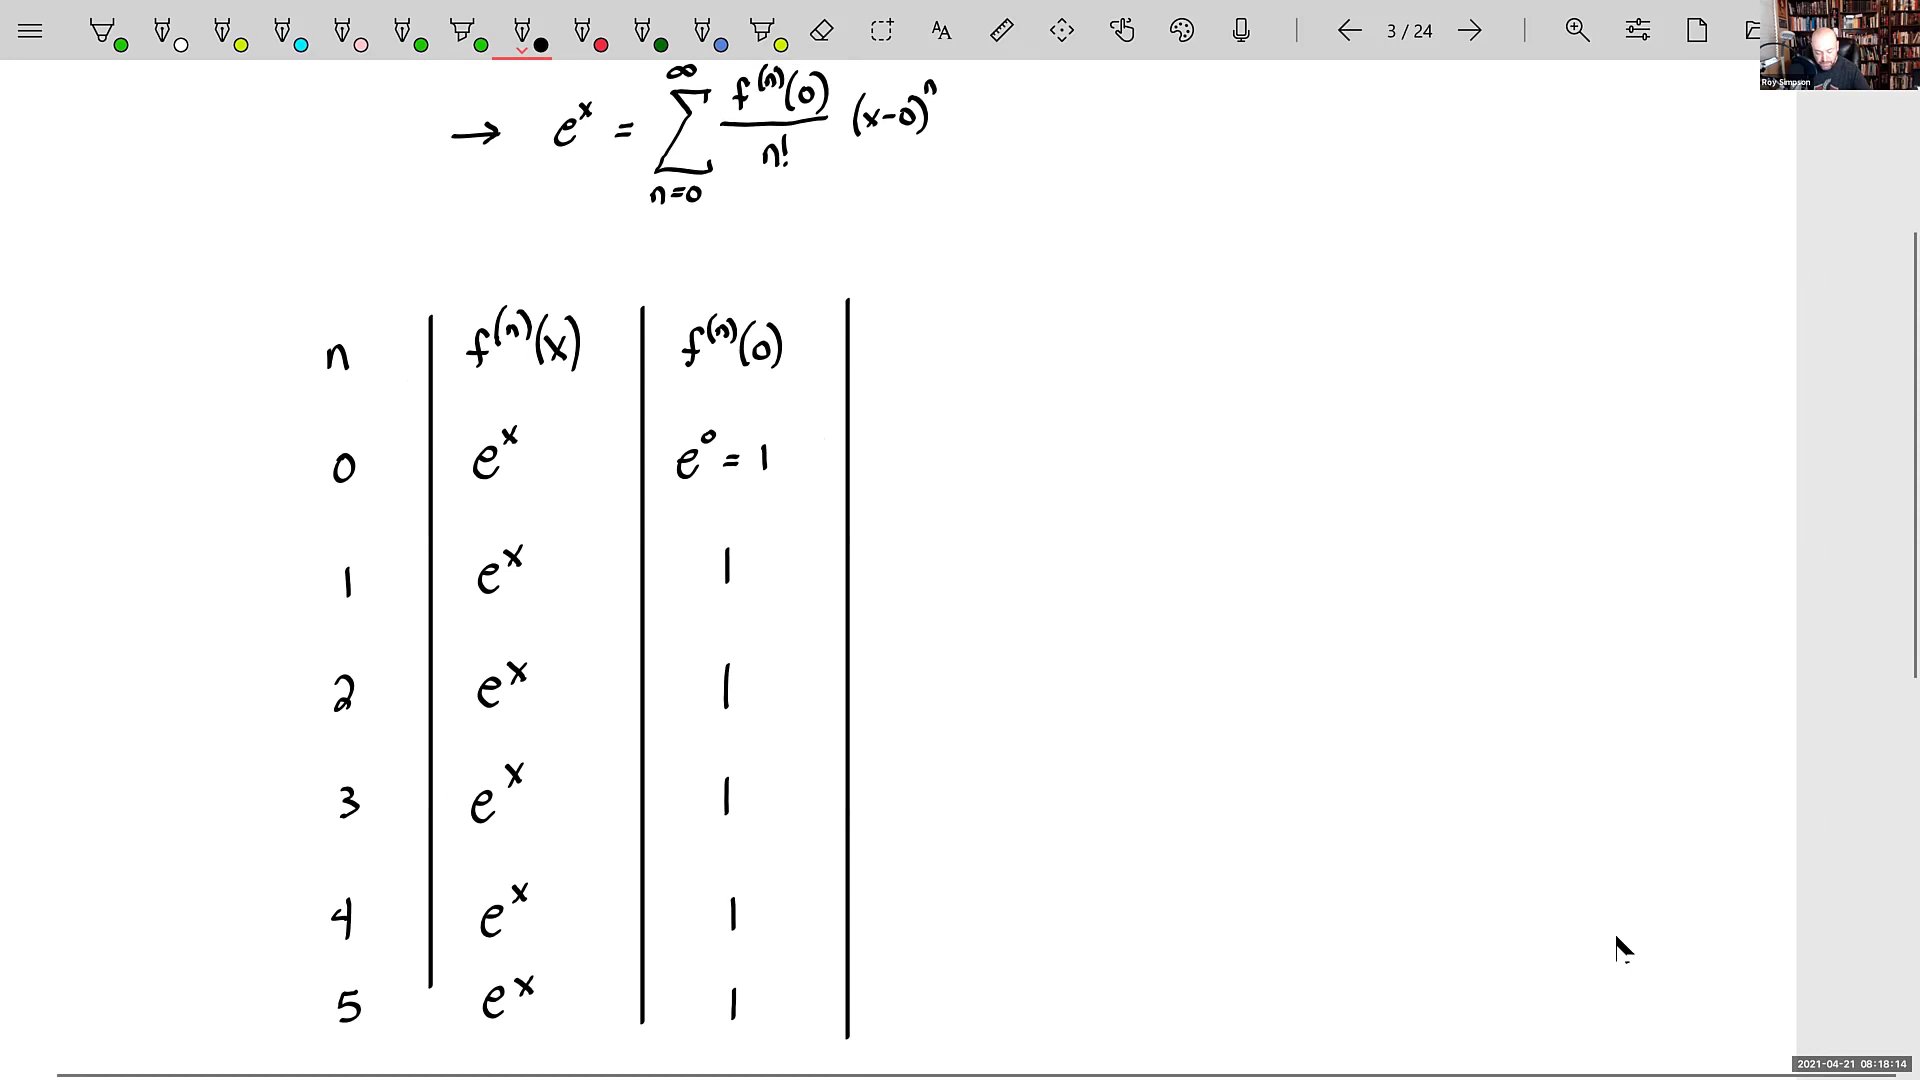 3 / 24
Roy Simpson
→ e^x = ∑_{n=0}^{∞} f^{(n)}(0)/n! (x-0)^n
n | f^{(n)}(x) | f^{(n)}(0) |
0 | e^x | e^0 = 1 |
1 | e^x | 1 |
2 | e^x | 1 |
3 | e^x | 1 |
4 | e^x | 1 |
5 | e^x | 1 |
2021-04-21 08:18:14